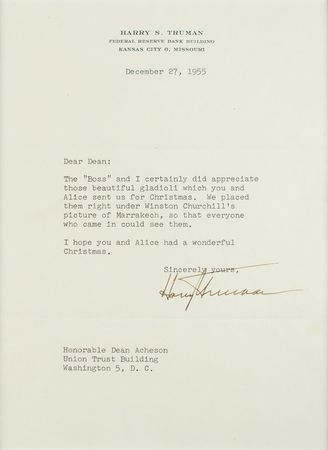 HARRY S. TRUMAN
FEDERAL RESERVE BANK BUILDING
KANSAS CITY 6, MISSOURI
December 27, 1955
Dear Dean:
The "Boss" and I certainly did appreciate
those beautiful gladioli which you and
Alice sent us for Christmas. We placed
them right under Winston Churchill's
picture of Marrakech, so that everyone
who came in could see them.
I hope you and Alice had a wonderful
Christmas.
Sincerely yours,
Harry Truman
Honorable Dean Acheson
Union Trust Building
Washington 5, D. C.